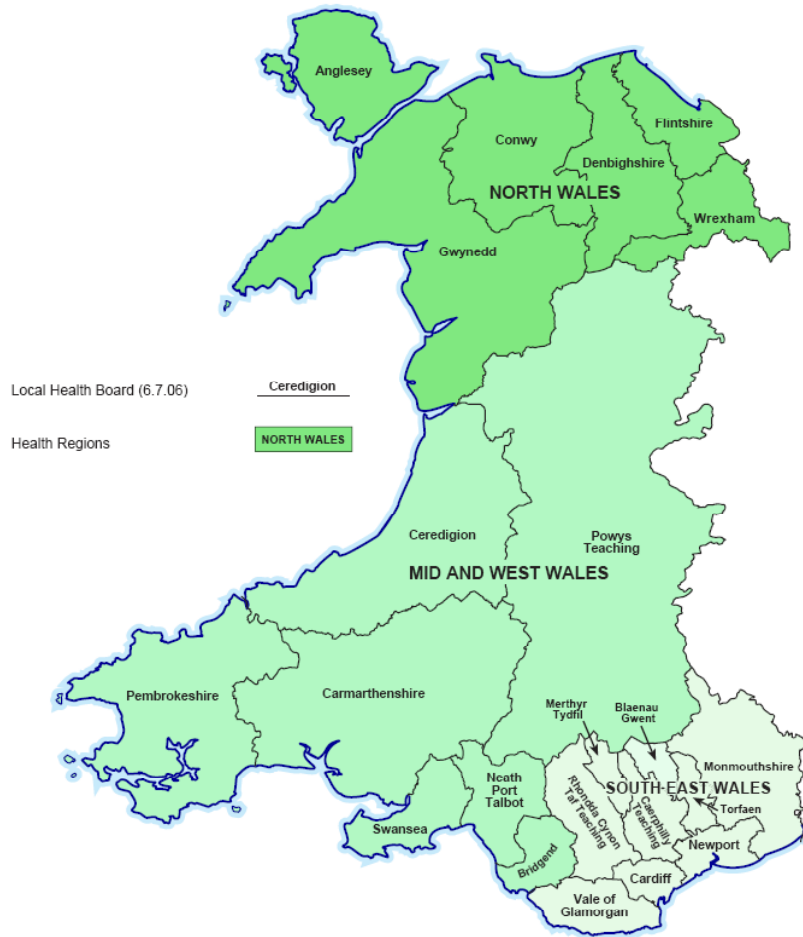 Anglesey
Flintshire
Conwy
Denbighshire
NORTH WALES
Wrexham
Gwynedd
Local Health Board (6.7.06)
Ceredigion
Health Regions
NORTH WALES
Ceredigion
Powys
Teaching
MID AND WEST WALES
Pembrokeshire
Carmarthenshire
Merthyr
Tydfil
Blaenau
Gwent
Monmouthshire
Neath
Port
Talbot
SOUTH EAST WALES
Rhondda Cynon
Taf Teaching
Caerphilly
Teaching
Torfaen
Swansea
Bridgend
Newport
Cardiff
Vale of
Glamorgan